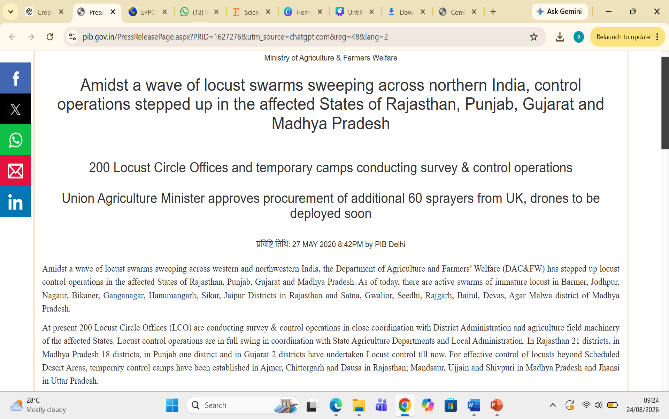 Crop
Press
EPPO
(18)
Scien
Hom
Untitl
Down
Ask Gemini
pib.gov.in/PressReleasePage.aspx?PRID=1627276&utm_source=chatgpt.com&reg=48&lang=2
Relaunch to update
Ministry of Agriculture & Farmers Welfare
Amidst a wave of locust swarms sweeping across northern India, control
operations stepped up in the affected States of Rajasthan, Punjab, Gujarat and
Madhya Pradesh
200 Locust Circle Offices and temporary camps conducting survey & control operations
Union Agriculture Minister approves procurement of additional 60 sprayers from UK, drones to be
deployed soon
प्रविष्टि तिथि: 27 MAY 2020 8:42PM by PIB Delhi
Amidst a wave of locust swarms sweeping across western and northwestern India, the Department of Agriculture and Farmers' Welfare (DAC&FW) has stepped up locust
control operations in the affected States of Rajasthan, Punjab, Gujarat and Madhya Pradesh. As of today, there are active swarms of immature locust in Barmer, Jodhpur,
Nagaur, Bikaner, Ganganagar, Hanumangarh, Sikar, Jaipur Districts in Rajasthan and Satna, Gwalior, Seedhi, Rajgarh, Baitul, Devas, Agar Malwa district of Madhya
Pradesh.
At present 200 Locust Circle Offices (LCO) are conducting survey & control operations in close coordination with District Administration and agriculture field machinery
of the affected States. Locust control operations are in full swing in coordination with State Agriculture Departments and Local Administration. In Rajasthan 21 districts, in
Madhya Pradesh 18 districts, in Punjab one district and in Gujarat 2 districts have undertaken Locust control till now. For effective control of locusts beyond Scheduled
Desert Areas, temporary control camps have been established in Ajmer, Chittorgarh and Dausa in Rajasthan; Mandsaur, Ujjain and Shivpuri in Madhya Pradesh and Jhansi
in Uttar Pradesh.
28°C
Mostly cloudy
Search
09:24
24/08/2026